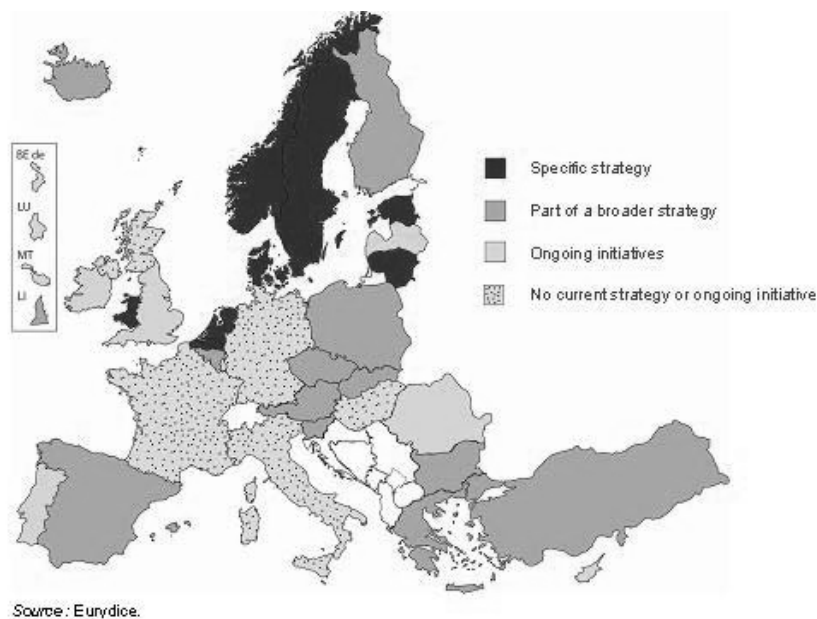 BE de
LU
MT
LI
Specific strategy
Part of a broader strategy
Ongoing initiatives
No current strategy or ongoing initiative
Source: Eurydice.